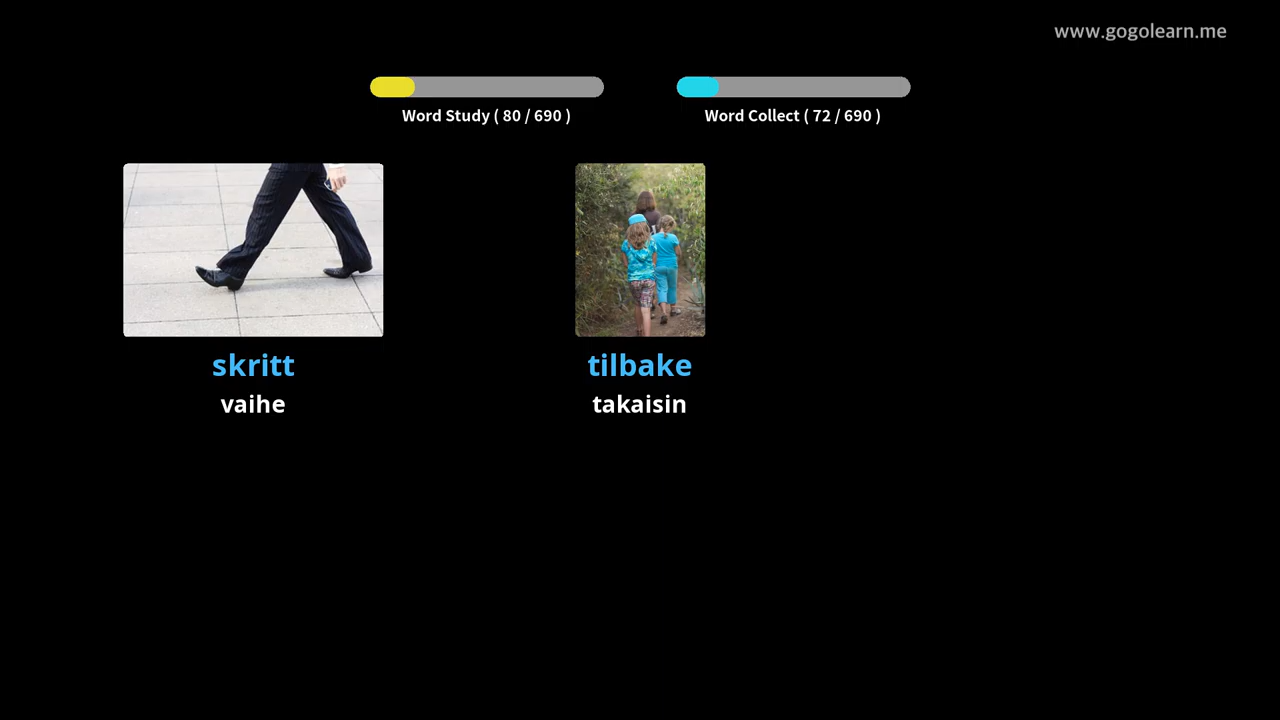 www.gogolearn.me
Word Study ( 80 / 690 )
Word Collect ( 72 / 690 )
skritt
vaihe
tilbake
takaisin